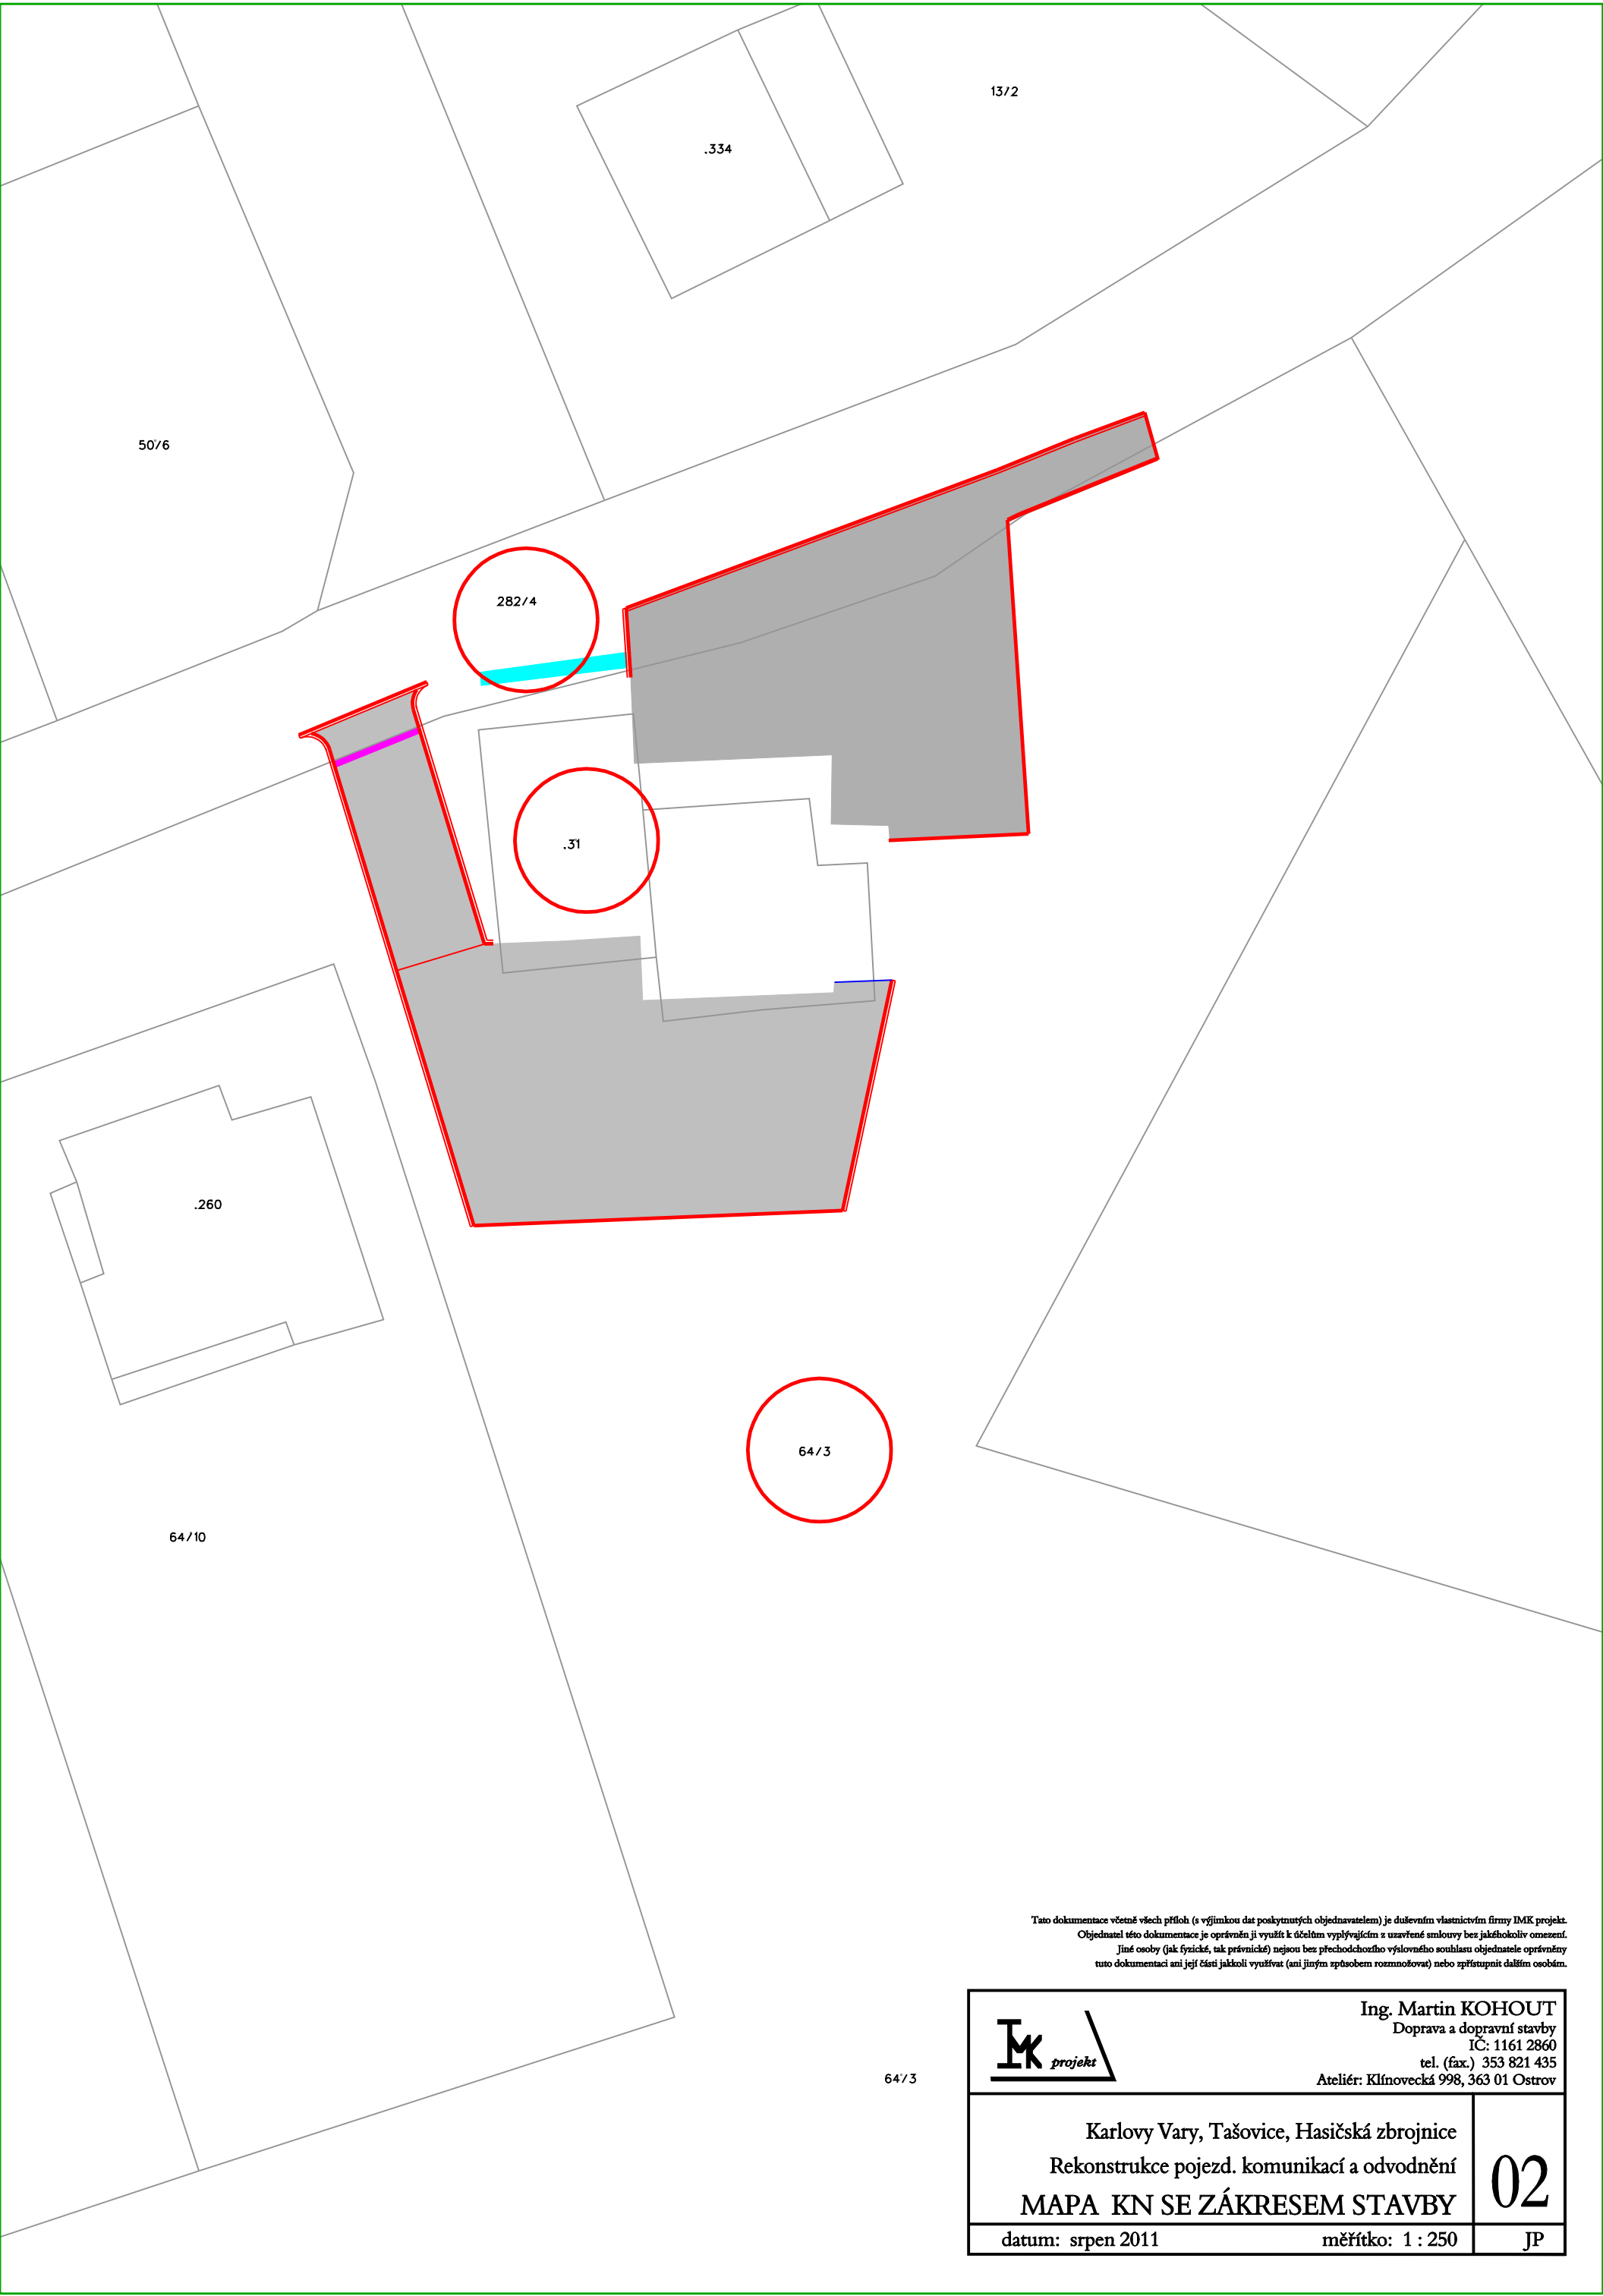 13/2
.334
50/6
282/4
.31
.260
64/3
64/10
64/3
Tato dokumentace včetně všech příloh (s výjimkou dat poskytnutých objednavatelem) je duševním vlastnictvím firmy IMK projekt.
Objednatel této dokumentace je oprávněn ji využít k účelům vyplývajícím z uzavřené smlouvy bez jakéhokoliv omezení.
Jiné osoby (jak fyzické, tak právnické) nejsou bez přechodchozího výslovného souhlasu objednatele oprávněny
tuto dokumentaci ani její části jakkoli využívat (ani jiným způsobem rozmnožovat) nebo zpřístupnit dalším osobám.
IMK projekt
Ing. Martin KOHOUT
Doprava a dopravní stavby
IČ: 1161 2860
tel. (fax.) 353 821 435
Ateliér: Klínovecká 998, 363 01 Ostrov
Karlovy Vary, Tašovice, Hasičská zbrojnice
Rekonstrukce pojezd. komunikací a odvodnění
MAPA KN SE ZÁKRESEM STAVBY
02
datum: srpen 2011 měřítko: 1 : 250 JP